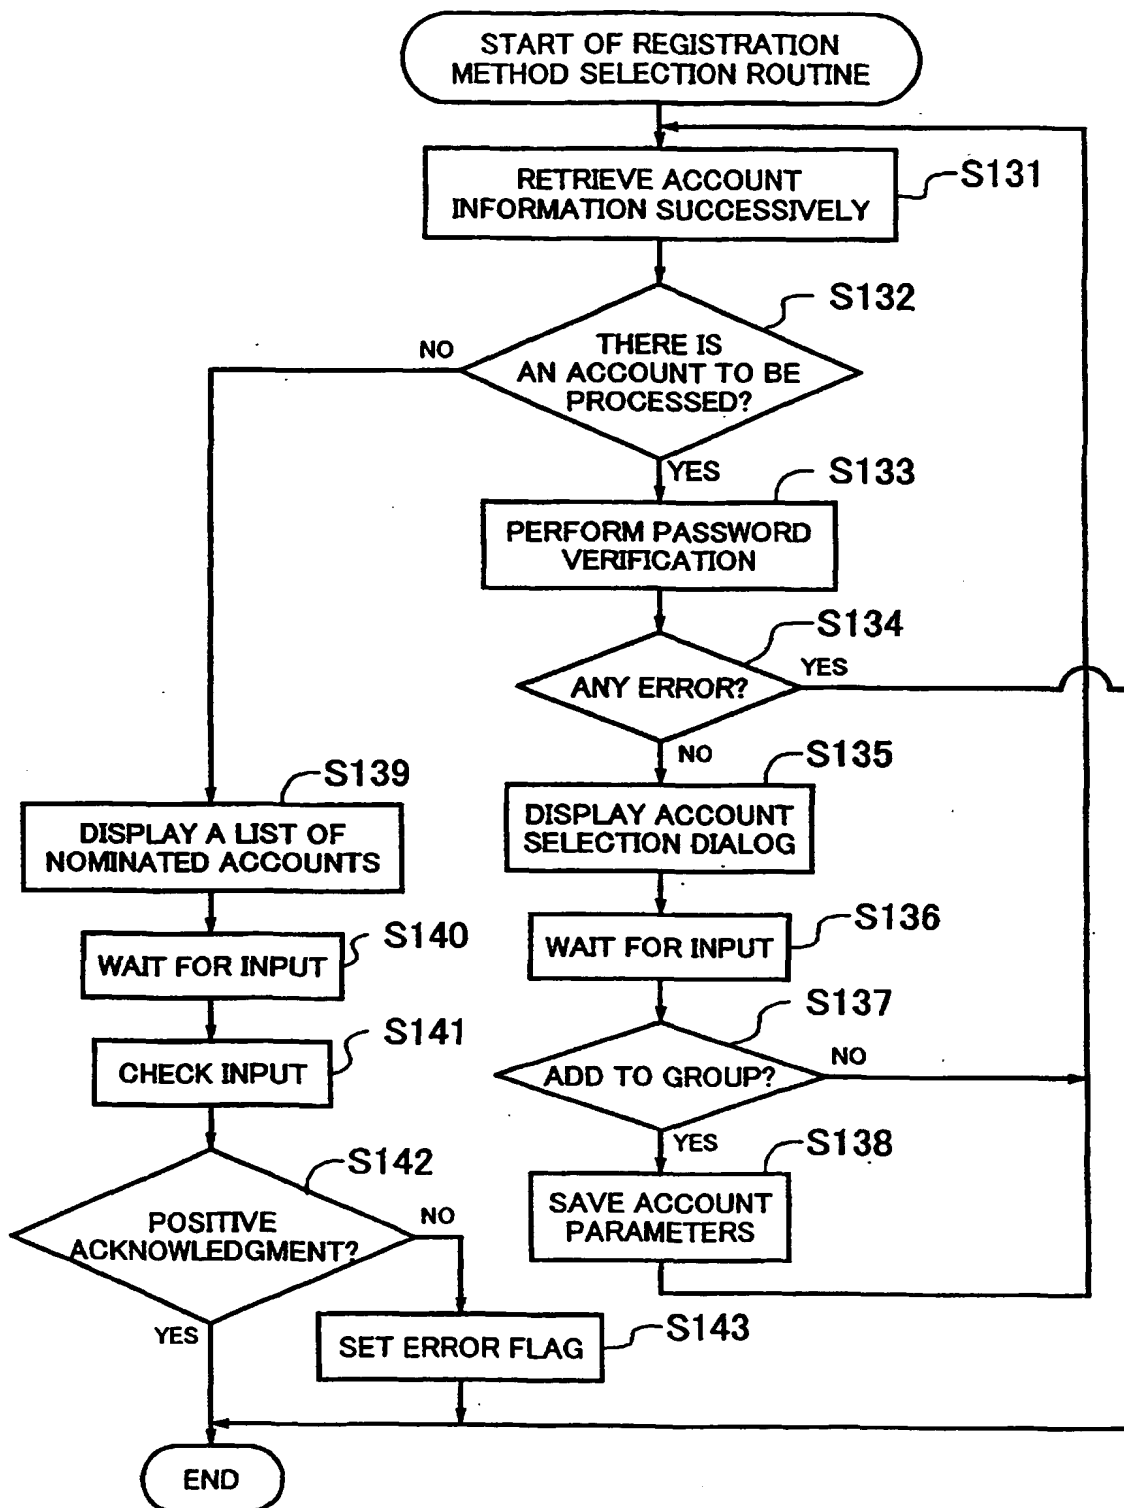 START OF REGISTRATION
METHOD SELECTION ROUTINE
RETRIEVE ACCOUNT
INFORMATION SUCCESSIVELY
S131
S132
THERE IS
AN ACCOUNT TO BE
PROCESSED?
NO
YES
S133
PERFORM PASSWORD
VERIFICATION
S134
ANY ERROR?
YES
NO
S135
DISPLAY ACCOUNT
SELECTION DIALOG
S136
WAIT FOR INPUT
S137
ADD TO GROUP?
NO
YES
S138
SAVE ACCOUNT
PARAMETERS
S139
DISPLAY A LIST OF
NOMINATED ACCOUNTS
S140
WAIT FOR INPUT
S141
CHECK INPUT
S142
POSITIVE
ACKNOWLEDGMENT?
NO
YES
S143
SET ERROR FLAG
END